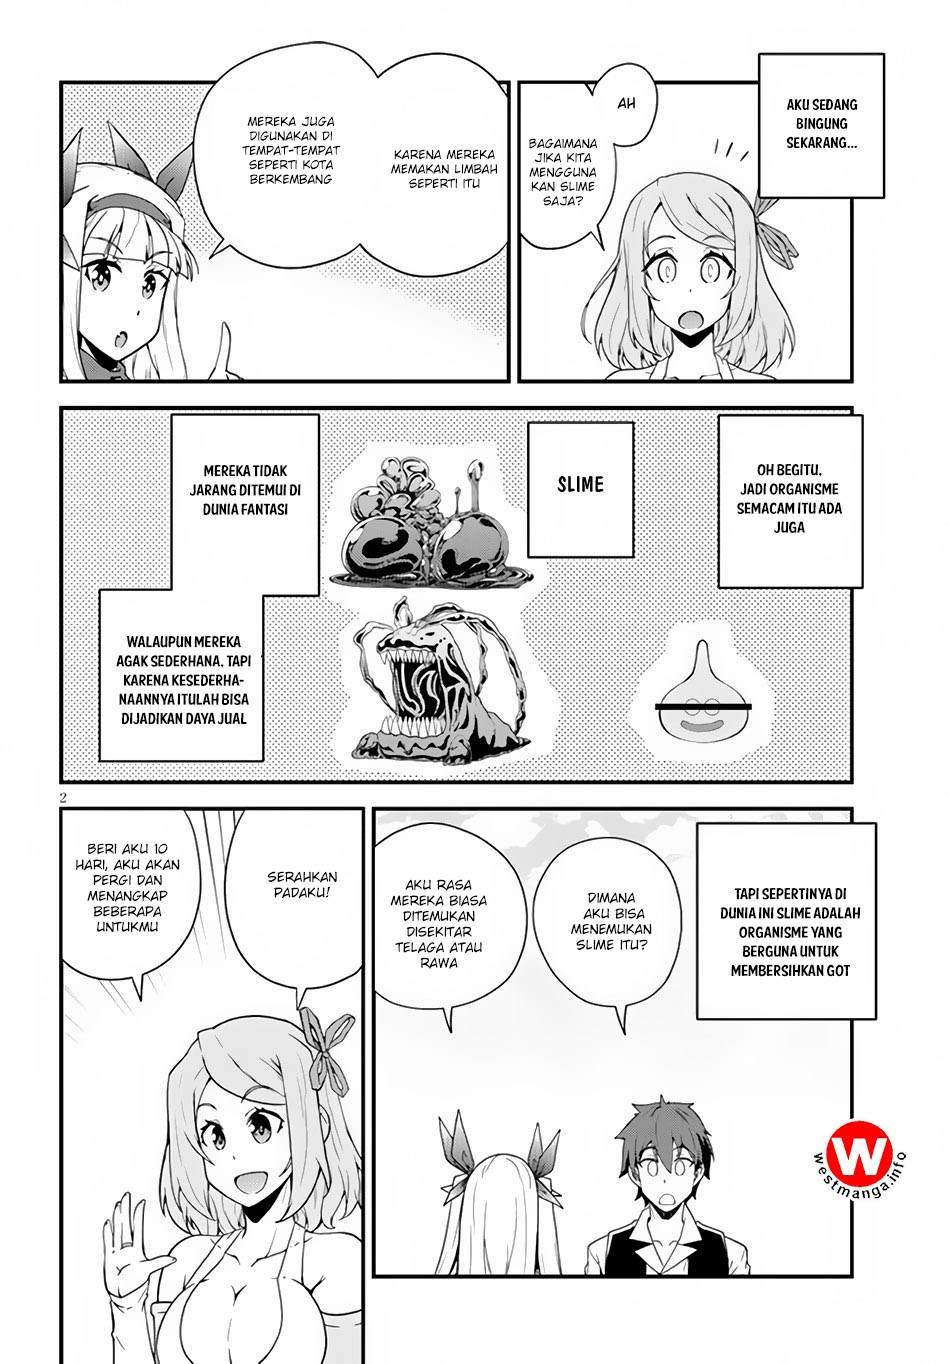 AKU SEDANG
BINGUNG
SEKARANG...
AH
BAGAIMANA
JIKA KITA
MENGGUNA
KAN SLIME
SAJA?
KARENA MEREKA
MEMAKAN LIMBAH
SEPERTI ITU
MEREKA JUGA
DIGUNAKAN DI
TEMPAT-TEMPAT
SEPERTI KOTA
BERKEMBANG
OH BEGITU,
JADI ORGANISME
SEMACAM ITU ADA
JUGA
SLIME
MEREKA TIDAK
JARANG DITEMUI DI
DUNIA FANTASI
WALAUPUN MEREKA
AGAK SEDERHANA, TAPI
KARENA KESEDERHA-
NAANNYA ITULAH BISA
DIJADIKAN DAYA JUAL
2
TAPI SEPERTINYA DI
DUNIA INI SLIME ADALAH
ORGANISME YANG
BERGUNA UNTUK
MEMBERSIHKAN GOT
DIMANA
AKU BISA
MENEMUKAN
SLIME ITU?
AKU RASA
MEREKA BIASA
DITEMUKAN
DISEKITAR
TELAGA ATAU
RAWA
SERAHKAN
PADAKU!
BERI AKU 10
HARI, AKU AKAN
PERGI DAN
MENANGKAP
BEBERAPA
UNTUKMU
W
westmanga.info